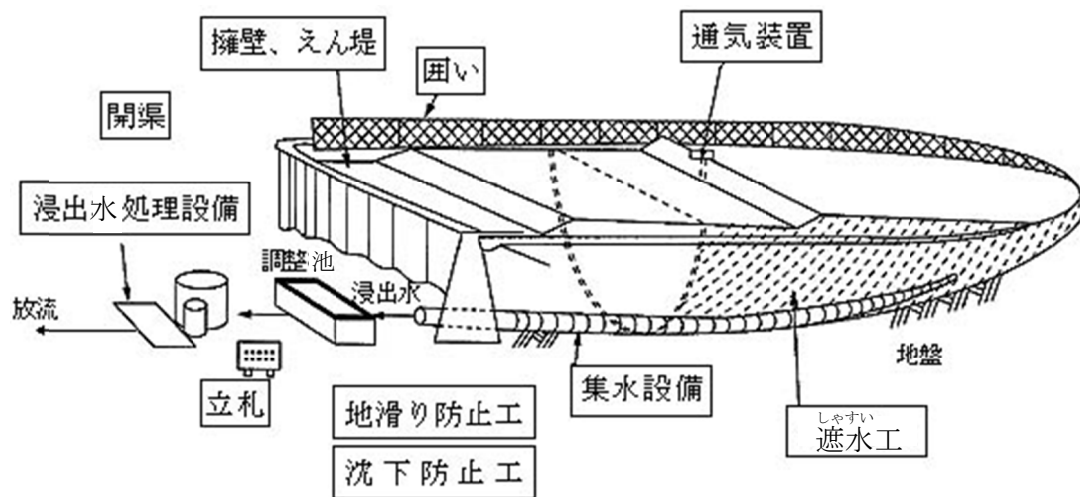 擁壁、えん堤
通気装置
囲い
開渠
浸出水処理設備
調整池
浸出水
放流
地盤
立札
地滑り防止工
集水設備
しゃすい
遮水工
沈下防止工